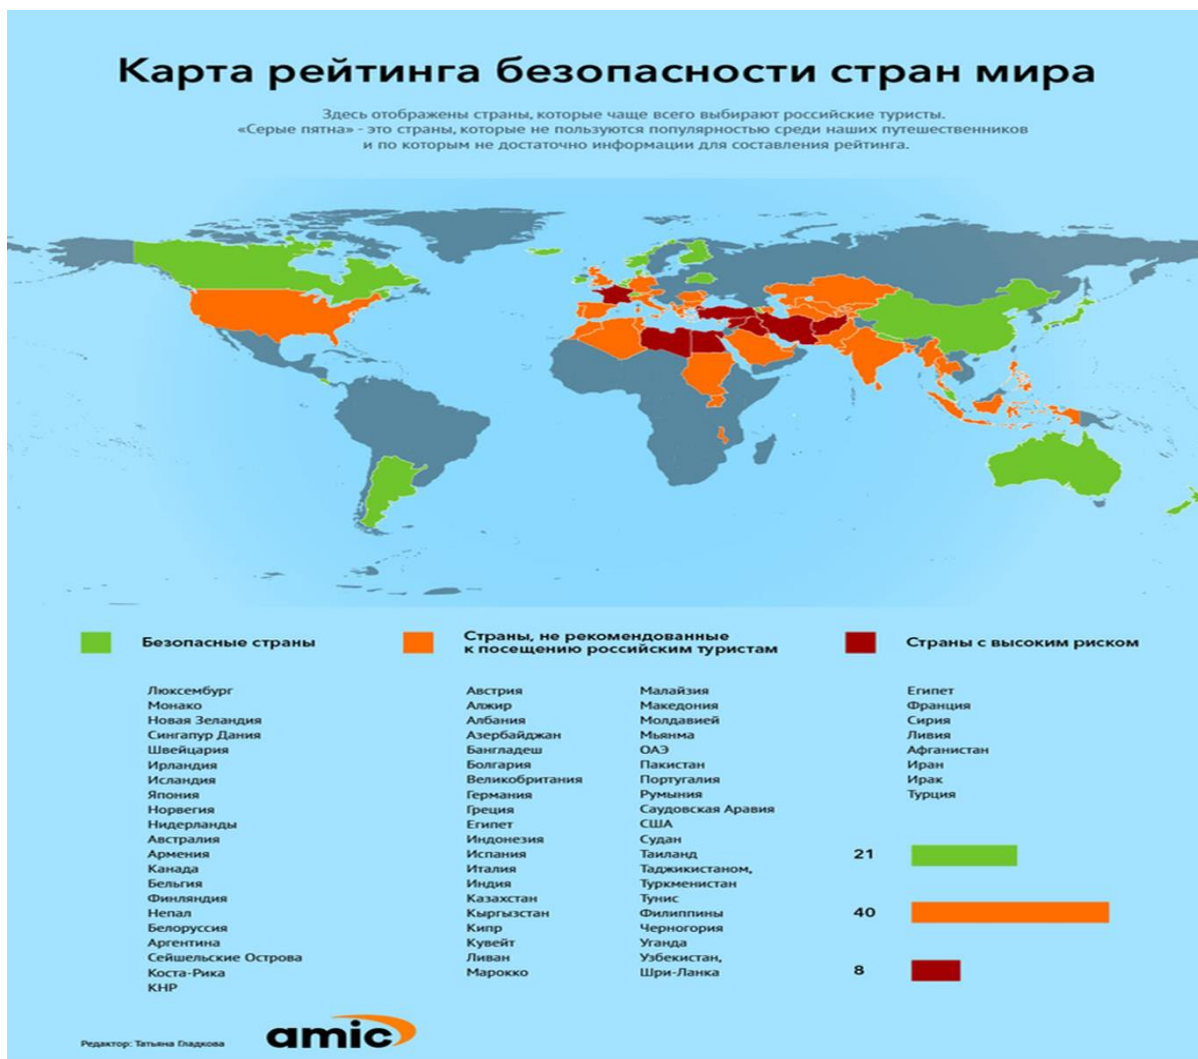 Карта рейтинга безопасности стран мира
Здесь отображены страны, которые чаще всего выбирают российские туристы.
«Серые пятна» - это страны, которые не пользуются популярностью среди наших путешественников
и по которым не достаточно информации для составления рейтинга.
Безопасные страны
Люксембург
Монако
Новая Зеландия
Сингапур Дания
Швейцария
Ирландия
Исландия
Япония
Норвегия
Нидерланды
Австралия
Армения
Канада
Бельгия
Финляндия
Непал
Белоруссия
Аргентина
Сейшельские Острова
Коста-Рика
КНР
Страны, не рекомендованные
к посещению российским туристам
Австрия
Алжир
Албания
Азербайджан
Бангладеш
Болгария
Великобритания
Германия
Греция
Египет
Индонезия
Испания
Италия
Индия
Казахстан
Кыргызстан
Кипр
Кувейт
Ливан
Марокко
Малайзия
Македония
Молдавией
Мьянма
ОАЭ
Пакистан
Португалия
Румыния
Саудовская Аравия
США
Судан
Таиланд
Таджикистаном,
Туркменистан
Тунис
Филиппины
Черногория
Уганда
Узбекистан,
Шри-Ланка
Страны с высоким риском
Египет
Франция
Сирия
Ливия
Афганистан
Иран
Ирак
Турция
21
40
8
Редактор: Татьяна Гладкова
amic